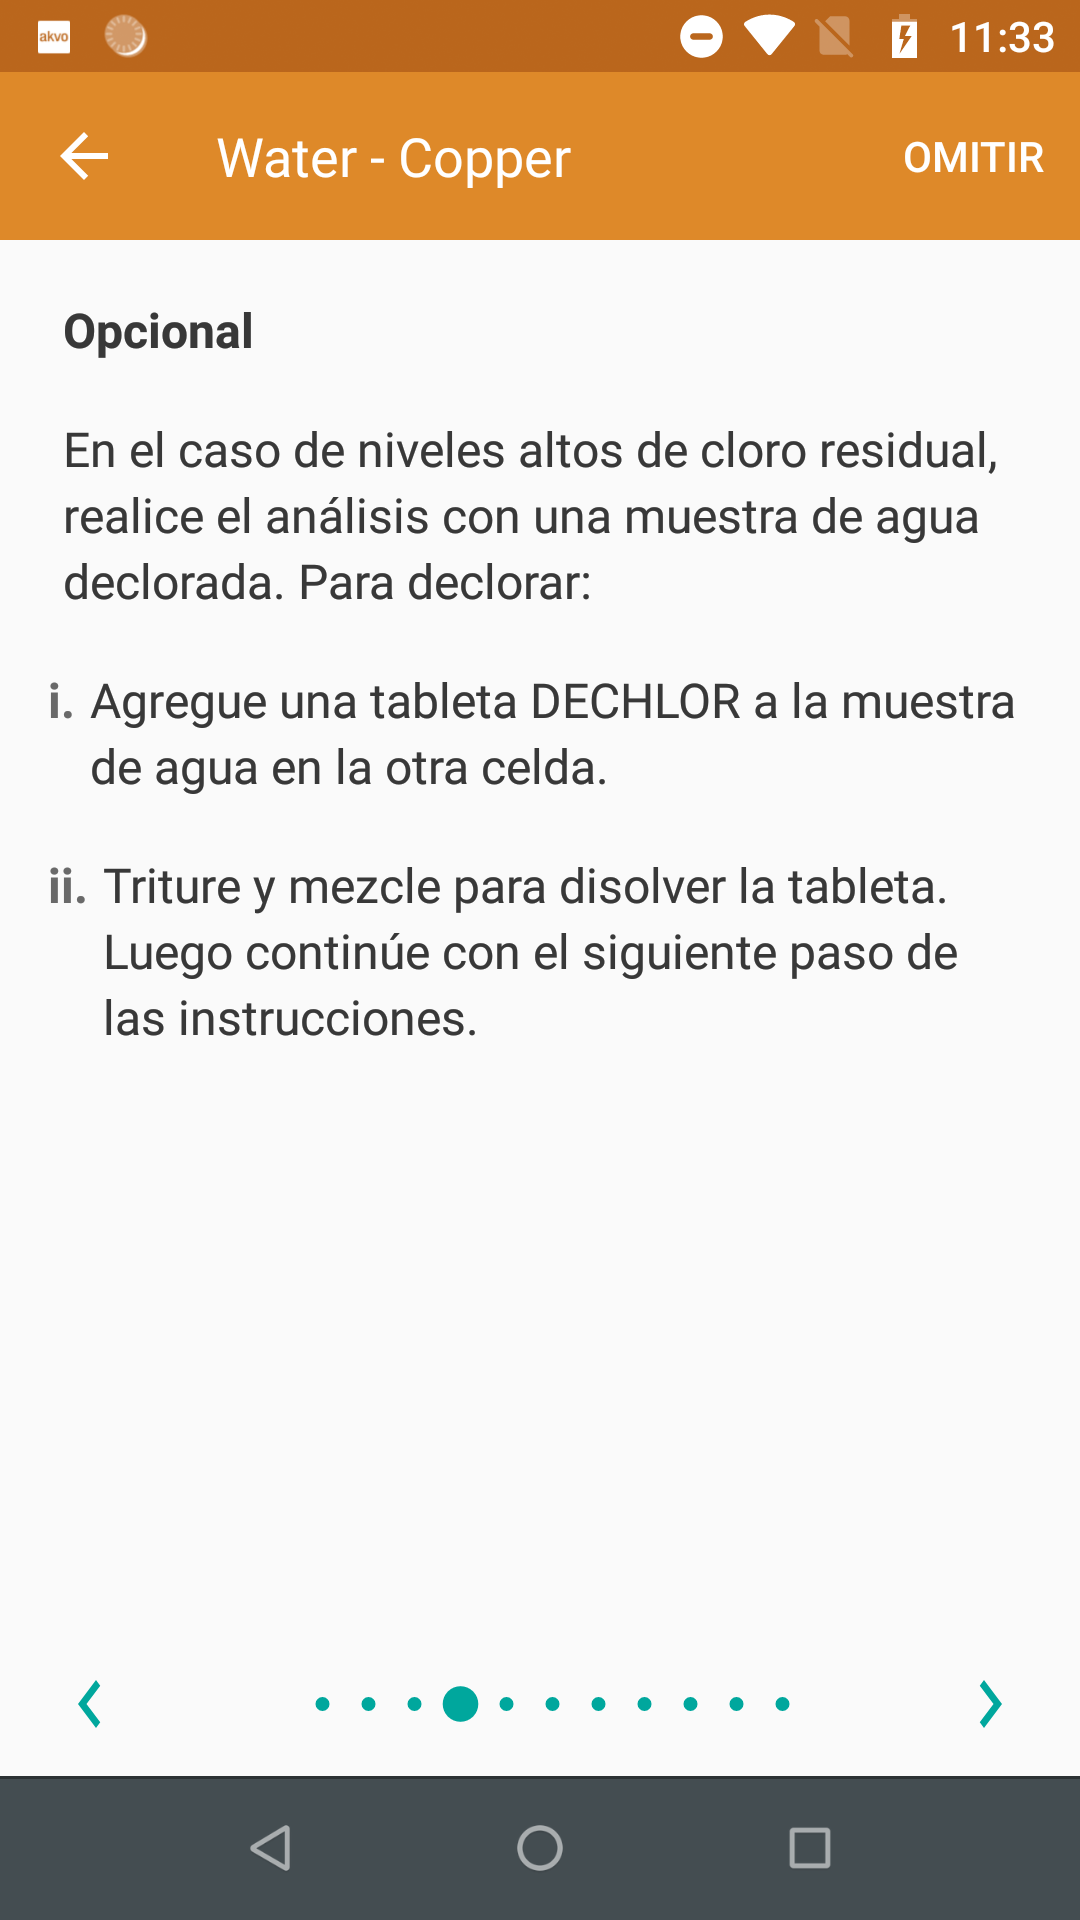 akvo
11:33
Water - Copper
OMITIR
Opcional
En el caso de niveles altos de cloro residual,
realice el análisis con una muestra de agua
declorada. Para declorar:
i. Agregue una tableta DECHLOR a la muestra
de agua en la otra celda.
ii. Triture y mezcle para disolver la tableta.
Luego continúe con el siguiente paso de
las instrucciones.